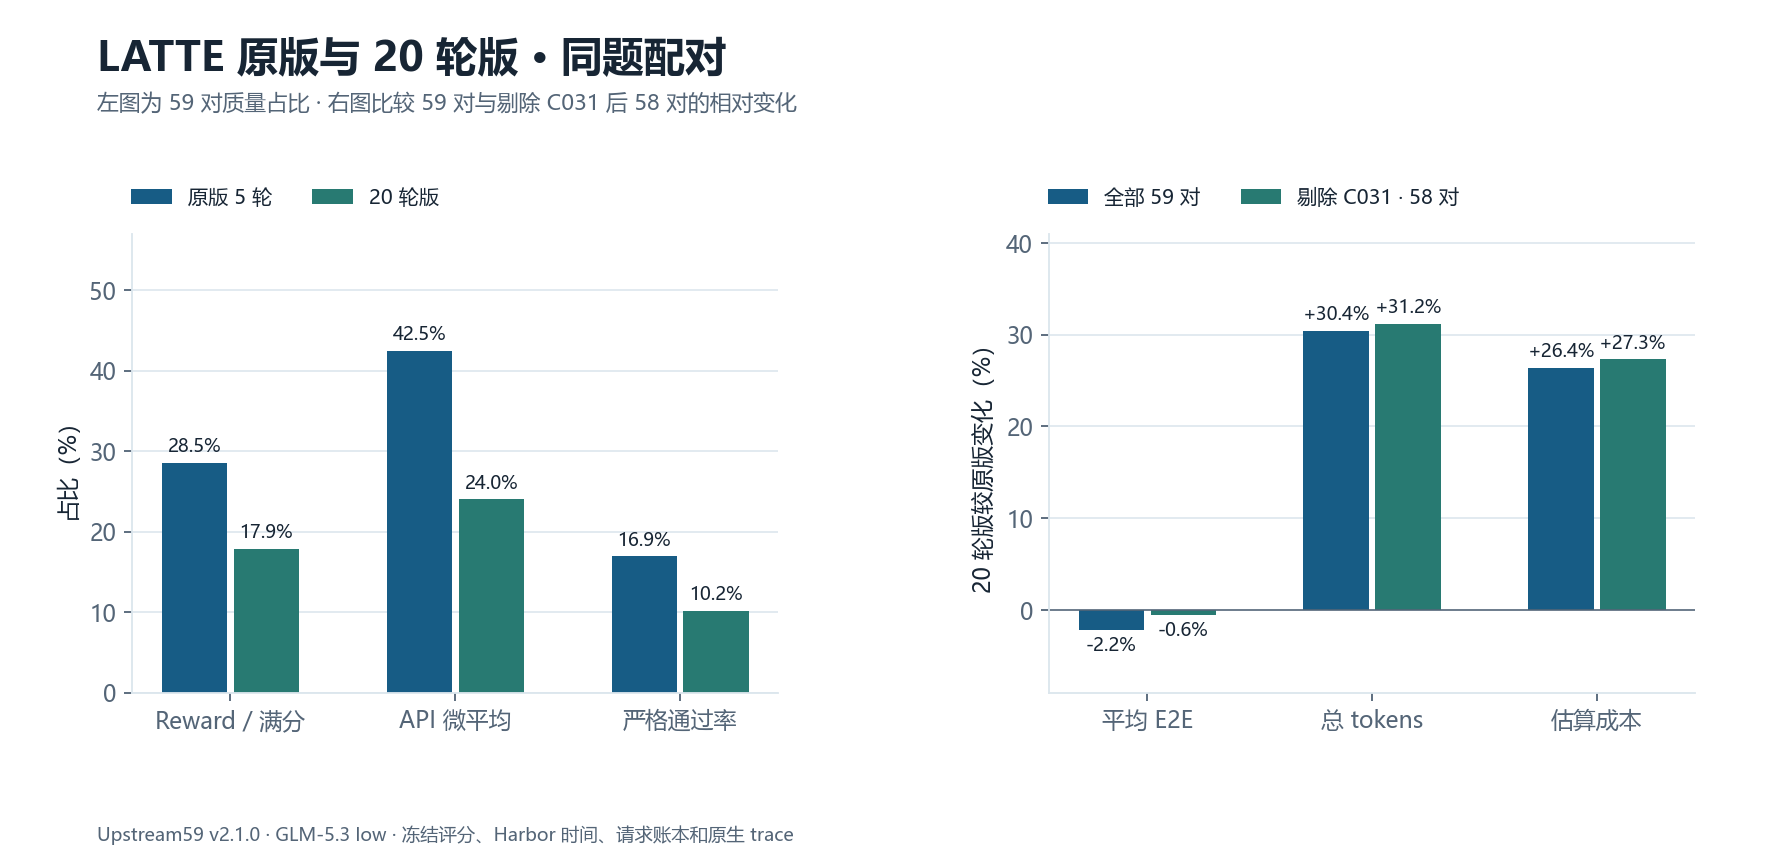 LATTE 原版与 20 轮版 • 同题配对
左图为 59 对质量占比 · 右图比较 59 对与剔除 C031 后 58 对的相对变化
原版 5 轮
20 轮版
占比（%）
50
40
30
20
10
0
28.5%
17.9%
42.5%
24.0%
16.9%
10.2%
Reward / 满分
API 微平均
严格通过率
全部 59 对
剔除 C031 · 58 对
20 轮版较原版变化（%）
40
30
20
10
0
-2.2%
-0.6%
+30.4%
+31.2%
+26.4%
+27.3%
平均 E2E
总 tokens
估算成本
Upstream59 v2.1.0 · GLM-5.3 low · 冻结评分、Harbor 时间、请求账本和原生 trace